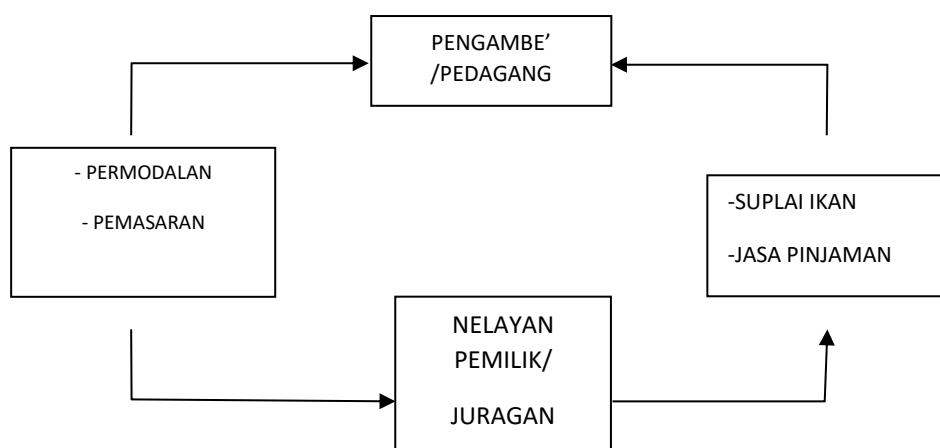 PENGAMBE’
/PEDAGANG
- PERMODALAN
- PEMASARAN
-SUPLAI IKAN
-JASA PINJAMAN
NELAYAN
PEMILIK/
JURAGAN